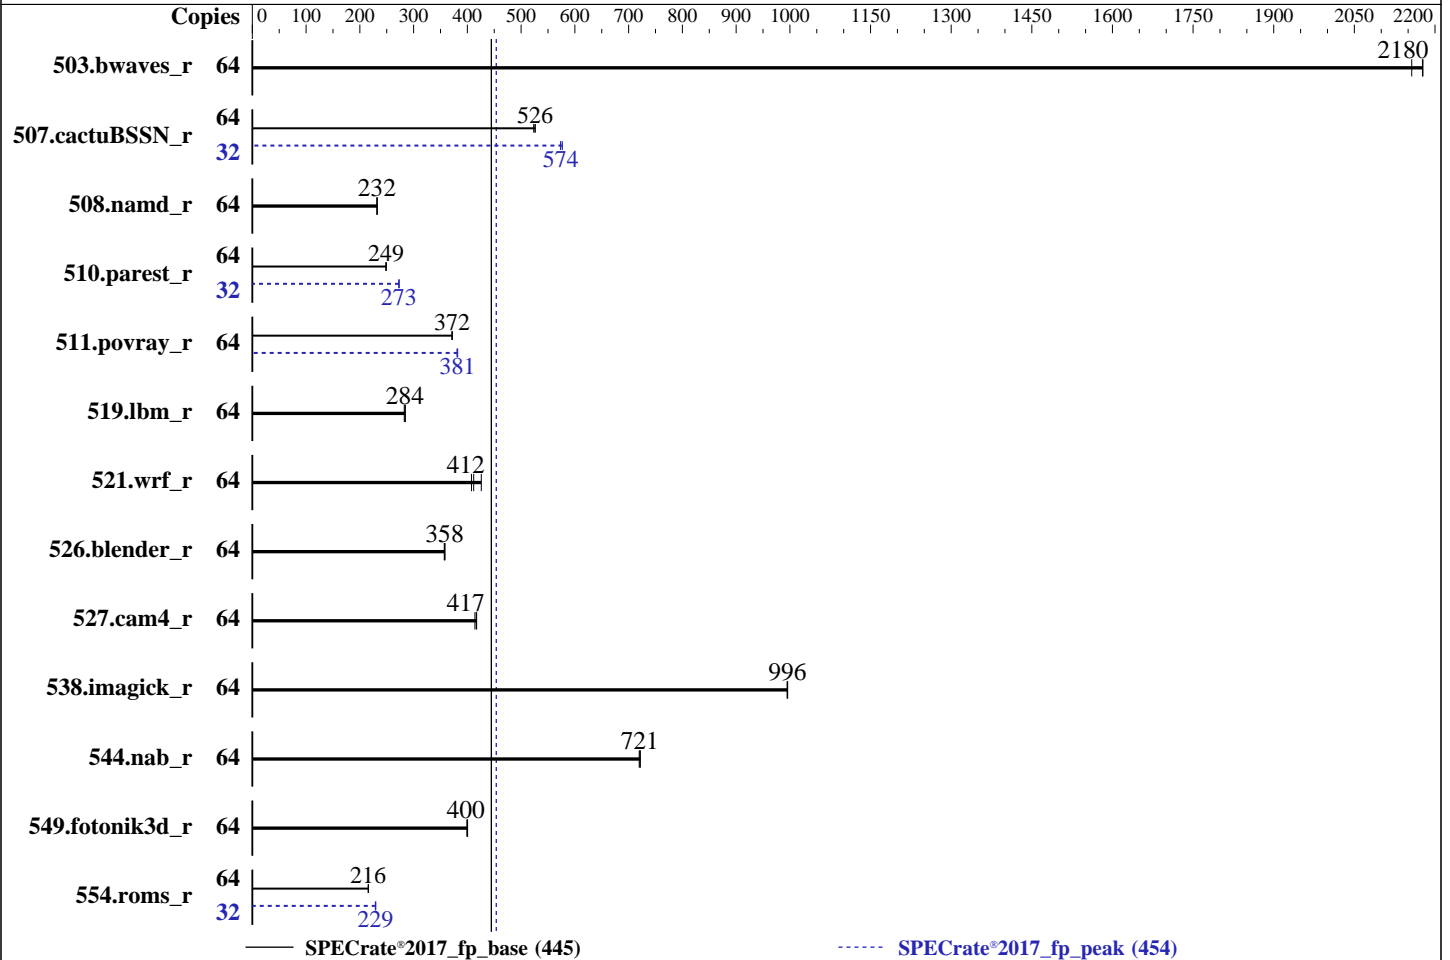 Copies 0 100 200 300 400 500 600 700 800 900 1000 1150 1300 1450 1600 1750 1900 2050 2200
503.bwaves_r 64 2180
507.cactuBSSN_r 64 526
32 574
508.namd_r 64 232
510.parest_r 64 249
32 273
511.povray_r 64 372
381
519.lbm_r 64 284
521.wrf_r 64 412
526.blender_r 64 358
527.cam4_r 64 417
538.imagick_r 64 996
544.nab_r 64 721
549.fotonik3d_r 64 400
554.roms_r 64 216
32 229
SPECrate®2017_fp_base (445) SPECrate®2017_fp_peak (454)